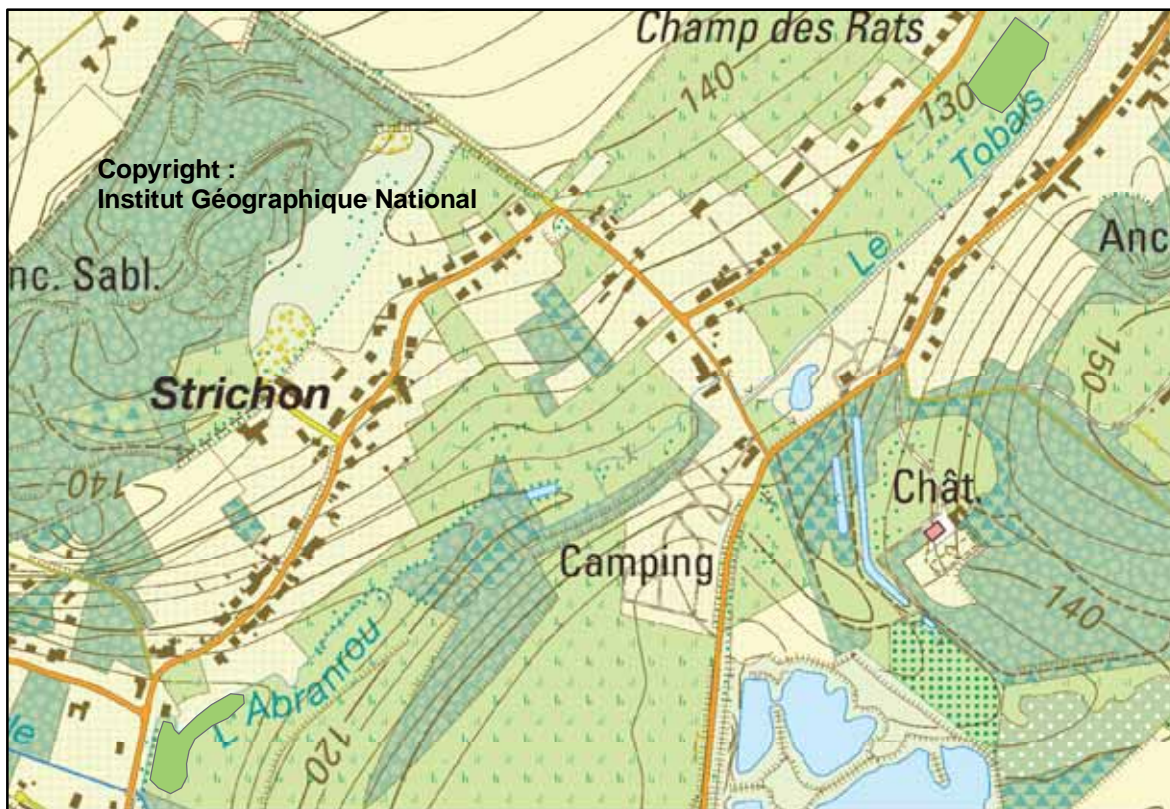 Champ des Rats
140
130
Le Tobais
Copyright :
Institut Géographique National
Anc
nc. Sabl.
150
Strichon
140
Chât.
Camping
140
L'Abranrou
120
le